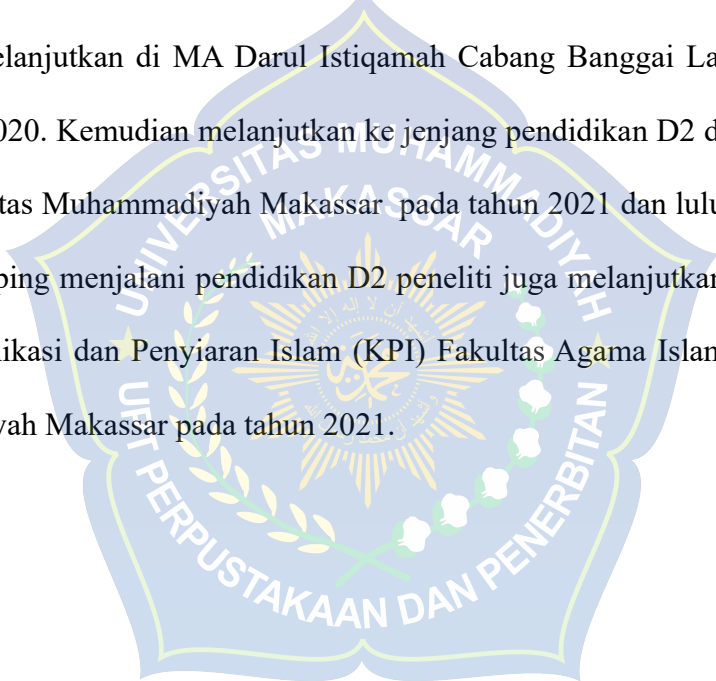 elanjutkan di MA Darul Istiqamah Cabang Banggai La
020. Kemudian melanjutkan ke jenjang pendidikan D2 d
tas Muhammadiyah Makassar pada tahun 2021 dan lulu
ping menjalani pendidikan D2 peneliti juga melanjutkan
ikasi dan Penyiaran Islam (KPI) Fakultas Agama Islan
yah Makassar pada tahun 2021.
UNIVERSITAS MUHAMMADIYAH
MAKASSAR
UPT PERPUSTAKAAN DAN PENERBITAN